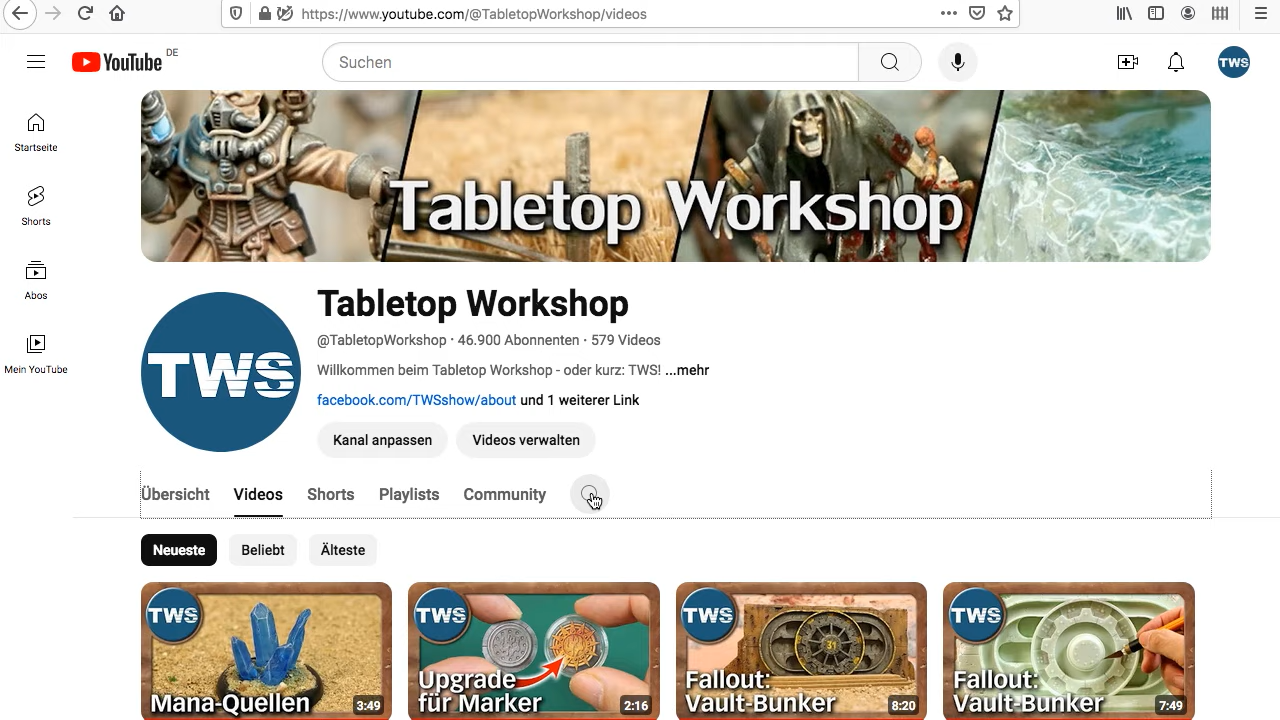 https://www.youtube.com/@TabletopWorkshop/videos
YouTube DE
Suchen
TWS
Startseite
Shorts
Abos
Mein YouTube
Tabletop Workshop
TWS
Tabletop Workshop
@TabletopWorkshop · 46.900 Abonnenten · 579 Videos
Willkommen beim Tabletop Workshop - oder kurz: TWS! ...mehr
facebook.com/TWSshow/about und 1 weiterer Link
Kanal anpassen Videos verwalten
Übersicht Videos Shorts Playlists Community
Neueste Beliebt Älteste
TWS
Mana-Quellen
3:49
TWS
Upgrade
für Marker
2:16
TWS
31
Fallout:
Vault-Bunker
8:20
TWS
Fallout:
Vault-Bunker
7:49